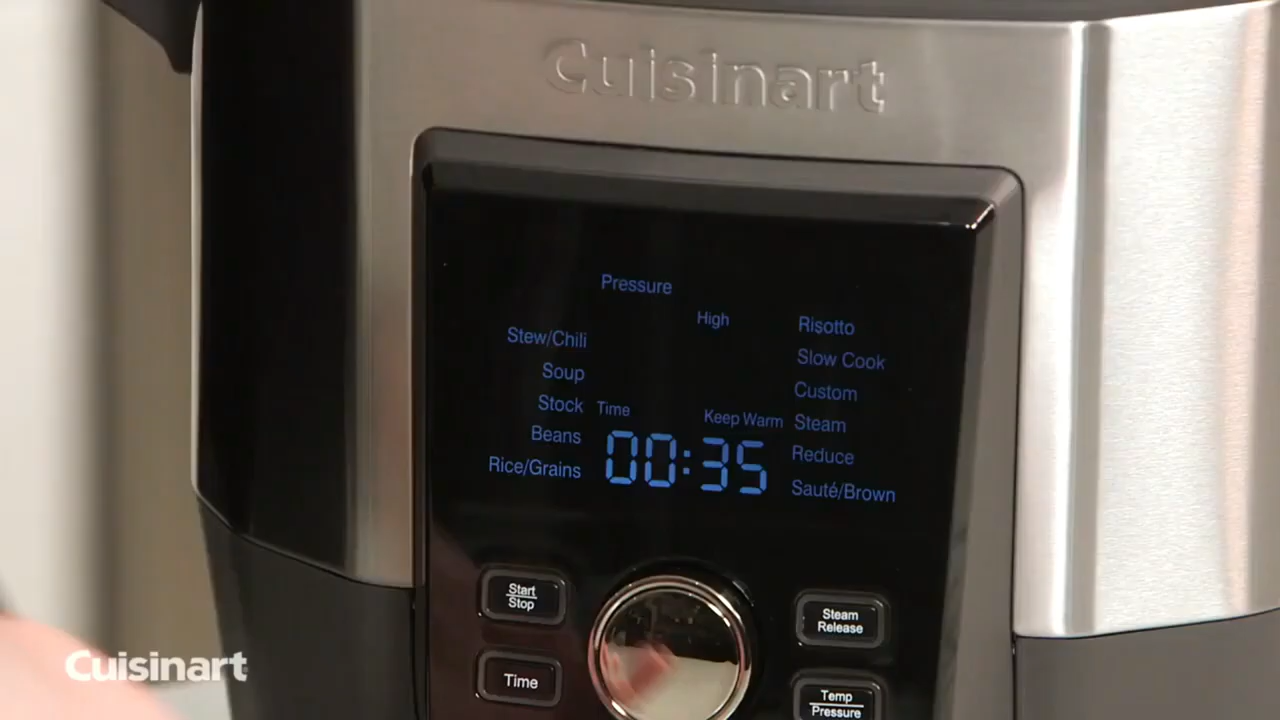 Cuisinart
Pressure
High
Stew/Chili
Soup
Stock
Beans
Rice/Grains
Time
Keep Warm
00:35
Risotto
Slow Cook
Custom
Steam
Reduce
Sauté/Brown
Start
Stop
Time
Steam
Release
Temp
Pressure
Cuisinart